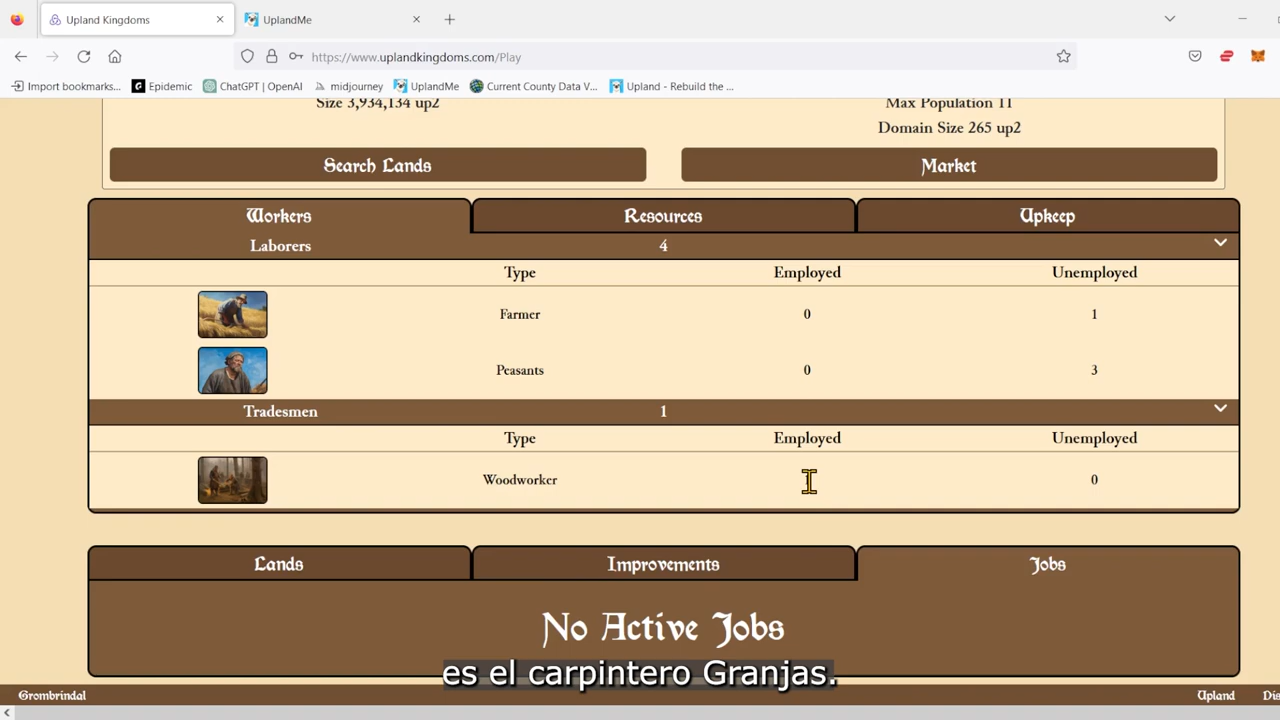 Upland Kingdoms
UplandMe
https://www.uplandkingdoms.com/Play
Import bookmarks... Epidemic ChatGPT | OpenAI midjourney UplandMe Current County Data V... Upland - Rebuild the ...
Size 3,934,134 up2
Max Population 11
Domain Size 265 up2
Search Lands Market
Workers Resources Upkeep
Laborers 4
Type Employed Unemployed
Farmer 0 1
Peasants 0 3
Tradesmen 1
Type Employed Unemployed
Woodworker 0
Lands Improvements Jobs
No Active Jobs
es el carpintero Granjas.
Grombrindal Upland Dis